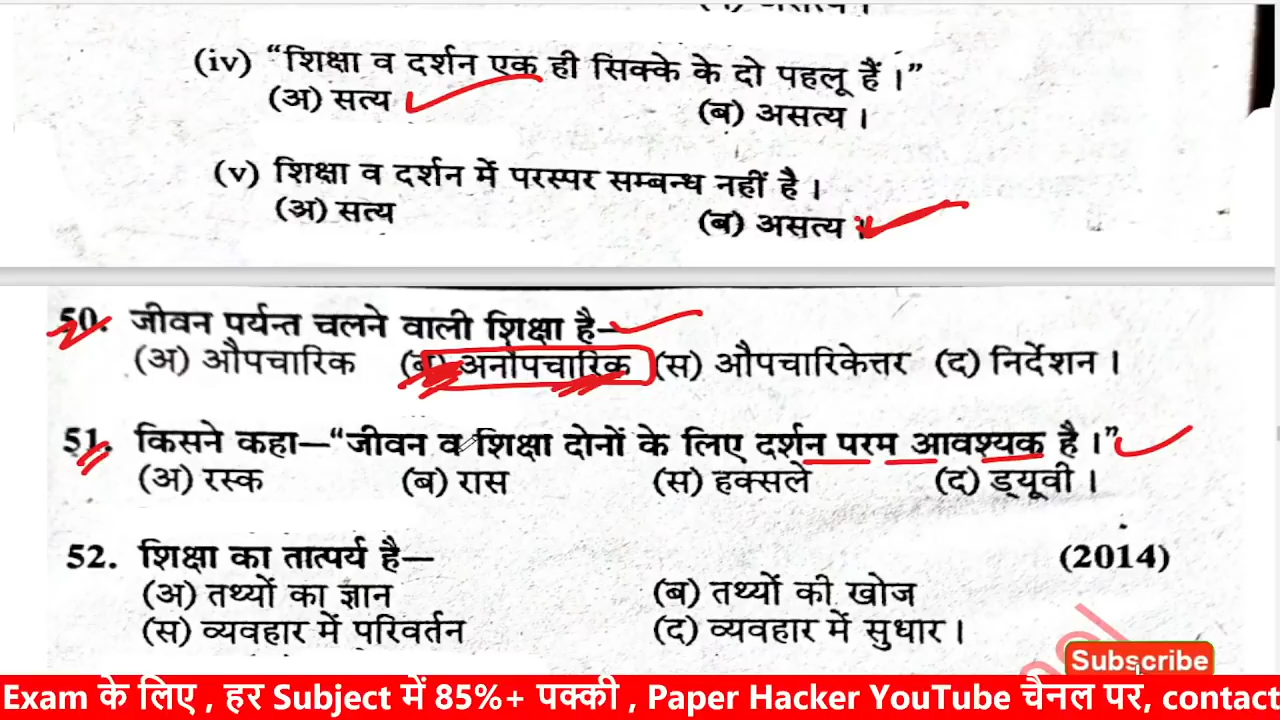 (iv) “शिक्षा व दर्शन एक ही सिक्के के दो पहलू हैं।”
(अ) सत्य (ब) असत्य।
(v) शिक्षा व दर्शन में परस्पर सम्बन्ध नहीं है।
(अ) सत्य (ब) असत्य।
50. जीवन पर्यन्त चलने वाली शिक्षा है—
(अ) औपचारिक (ब) अनौपचारिक (स) औपचारिकेत्तर (द) निर्देशन।
51. किसने कहा—“जीवन व शिक्षा दोनों के लिए दर्शन परम आवश्यक है।”
(अ) रस्क (ब) रास (स) हक्सले (द) ड्यूवी।
52. शिक्षा का तात्पर्य है— (2014)
(अ) तथ्यों का ज्ञान (ब) तथ्यों की खोज
(स) व्यवहार में परिवर्तन (द) व्यवहार में सुधार।
Subscribe
Exam के लिए , हर Subject में 85%+ पक्की , Paper Hacker YouTube चैनल पर, contact